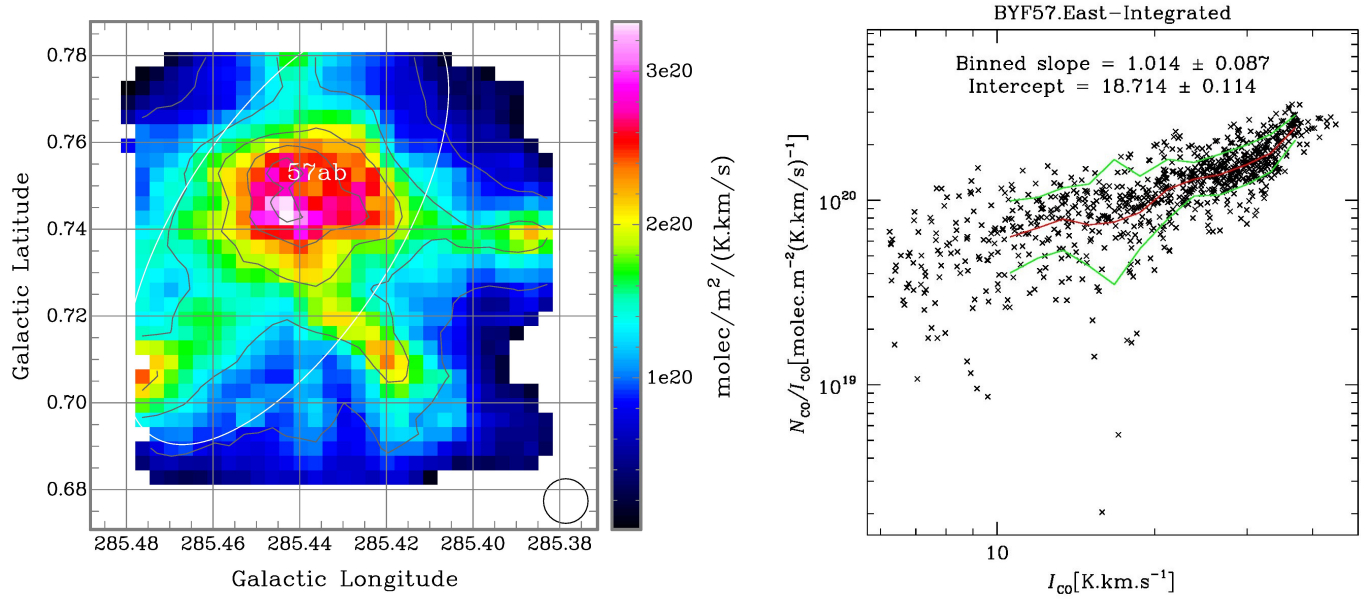 0.78
0.76
0.74
0.72
0.70
0.68
Galactic Latitude
57ab
285.48
285.46
285.44
285.42
285.40
285.38
Galactic Longitude
3e20
2e20
1e20
molec/m²/(K.km/s)
BYF57.East−Integrated
Binned slope = 1.014 ± 0.087
Intercept = 18.714 ± 0.114
10²⁰
10¹⁹
N_CO/I_CO[molec.m⁻²(K.km/s)⁻¹]
10
I_CO[K.km.s⁻¹]